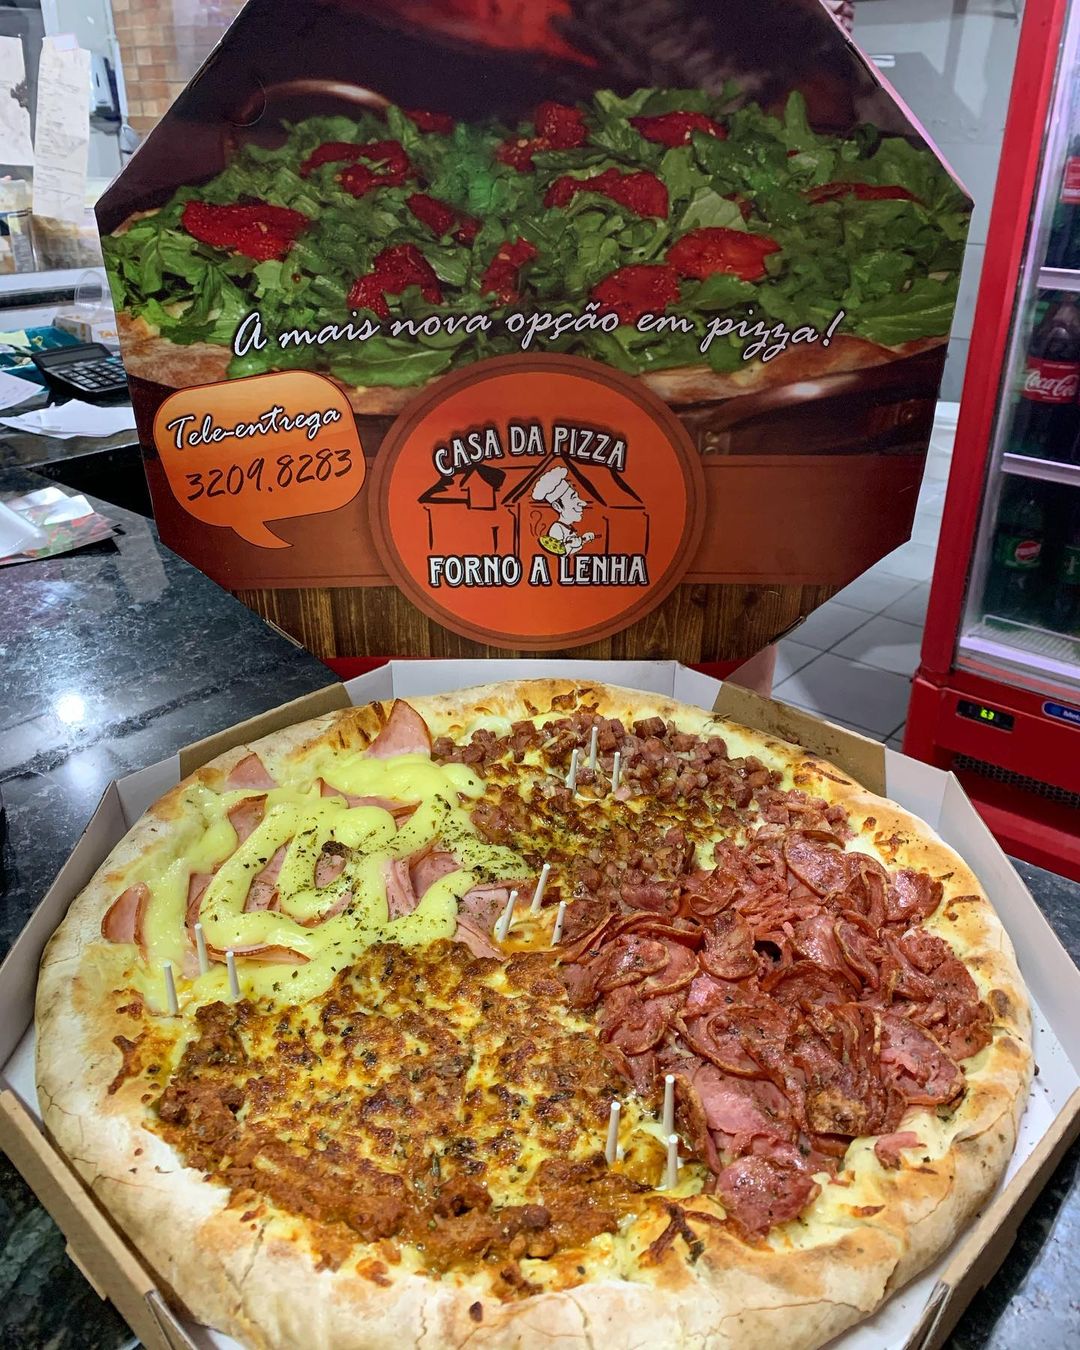 A mais nova opção em pizza!
Tele-entrega
3209.8283
CASA DA PIZZA
FORNO A LENHA
Coca-Cola